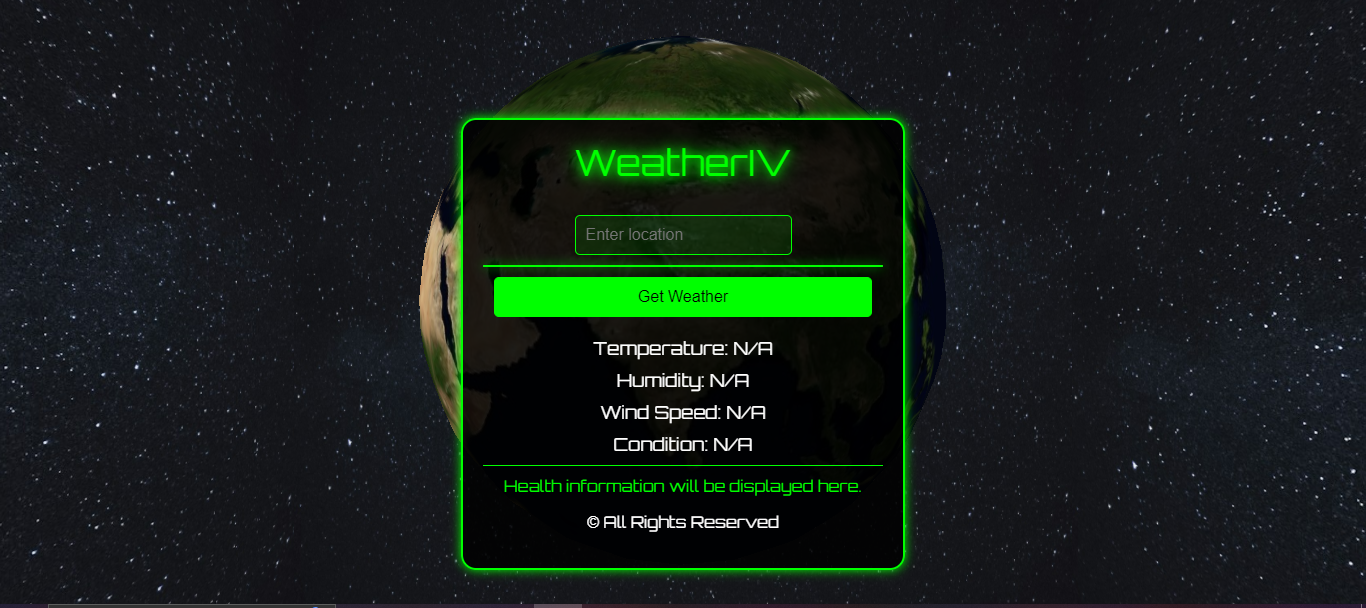 WeatherIV
Enter location
Get Weather
Temperature: N/A
Humidity: N/A
Wind Speed: N/A
Condition: N/A
Health information will be displayed here.
© All Rights Reserved